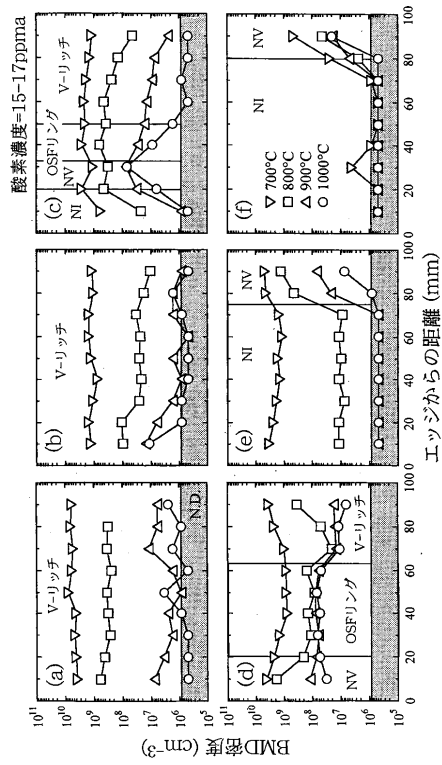 酸素濃度=15-17ppma
(a)
V-リッチ
N.D.
(b)
V-リッチ
(c)
NI
NV
OSFリング
V-リッチ
(d)
NV
OSFリング
V-リッチ
(e)
NI
NV
(f)
NI
NV
▽ 700°C
□ 800°C
△ 900°C
○ 1000°C
10¹¹
10¹⁰
10⁹
10⁸
10⁷
10⁶
10⁵
10¹¹
10¹⁰
10⁹
10⁸
10⁷
10⁶
10⁵
0 20 40 60 80 100
0 20 40 60 80 100
0 20 40 60 80 100
BMD密度 (cm⁻³)
エッジからの距離 (mm)